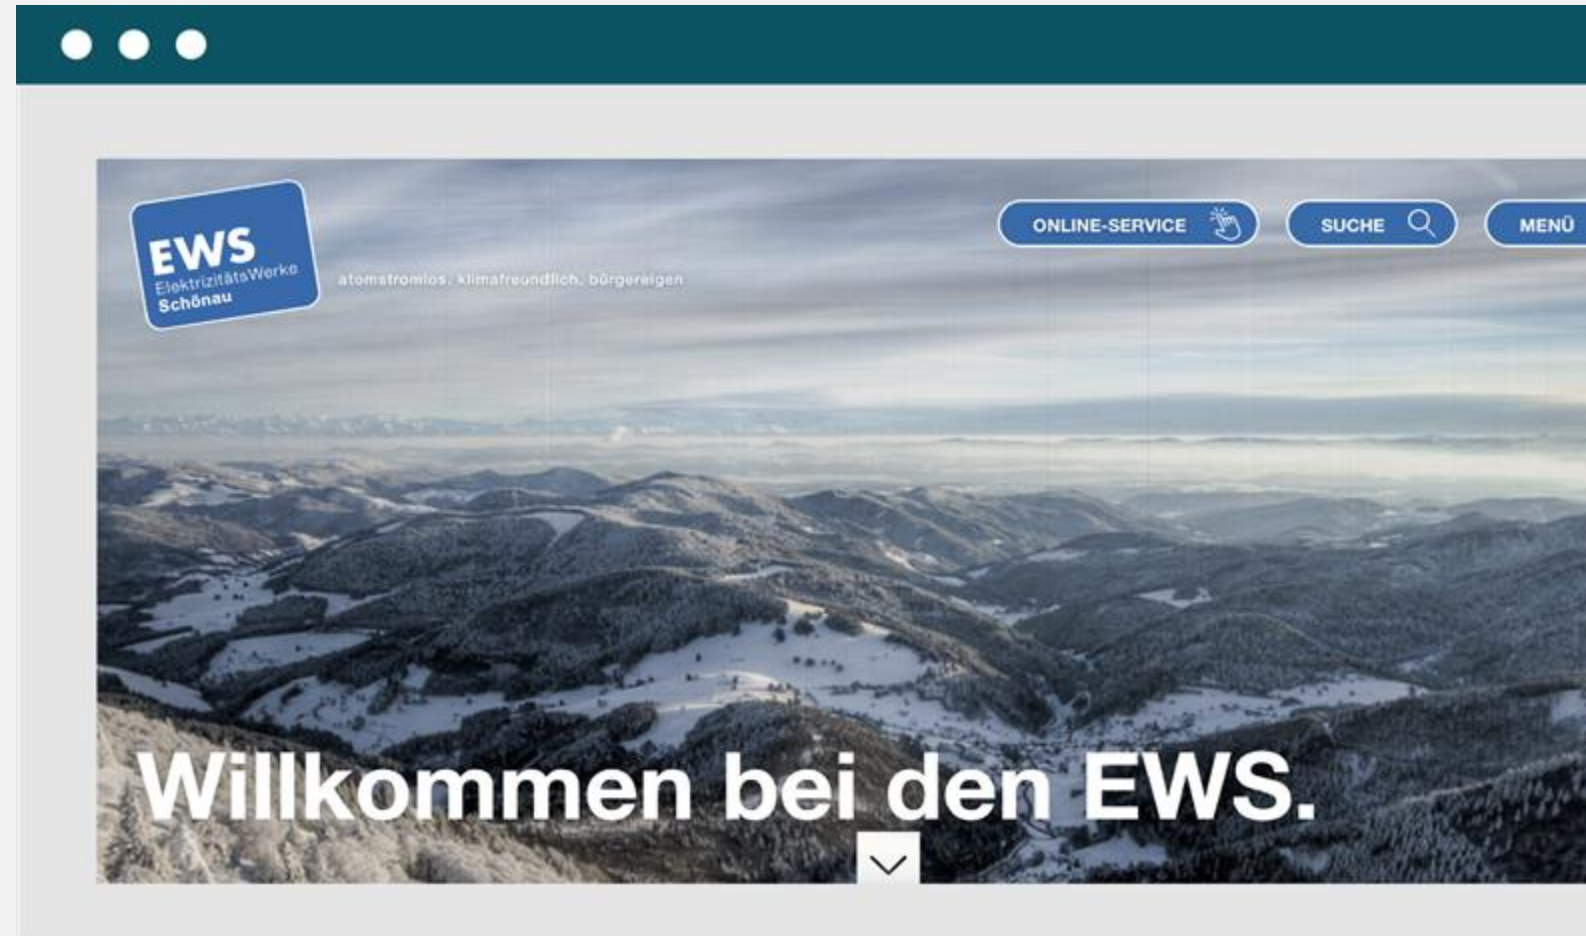 EWS
ElektrizitätsWerke
Schönau
atomstromlos. klimafreundlich. bürgereigen
ONLINE-SERVICE
SUCHE
MENÜ
Willkommen bei den EWS.